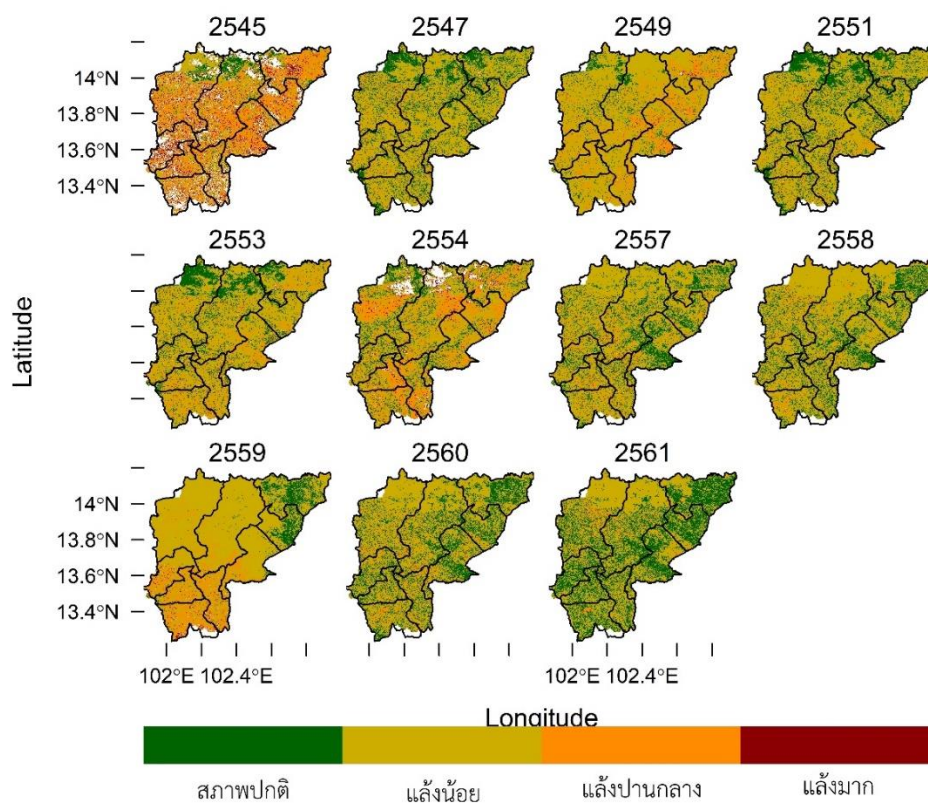 2545 2547 2549 2551
14°N
13.8°N
13.6°N
13.4°N
2553 2554 2557 2558
Latitude
2559 2560 2561
14°N
13.8°N
13.6°N
13.4°N
102°E 102.4°E 102°E 102.4°E
Longitude
สภาพปกติ แล้งน้อย แล้งปานกลาง แล้งมาก